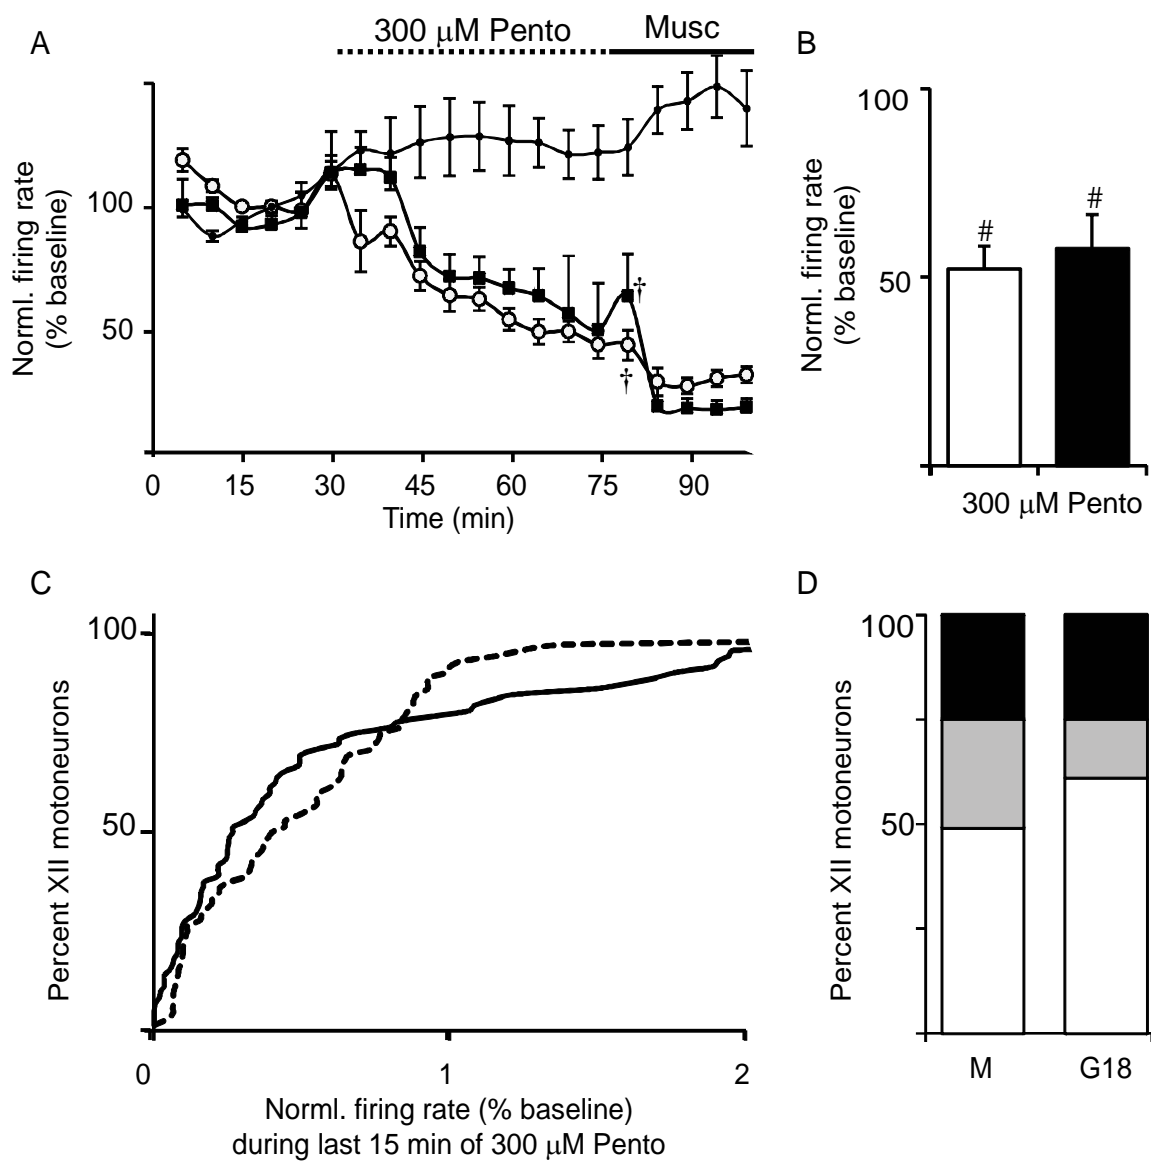 A
300 μM Pento
Musc
Norml. firing rate
(% baseline)
100
50
†
†
0 15 30 45 60 75 90
Time (min)
B
Norml. firing rate
(% baseline)
100
50
#
#
300 μM Pento
C
Percent XII motoneurons
100
50
0 1 2
Norml. firing rate (% baseline)
during last 15 min of 300 μM Pento
D
Percent XII motoneurons
100
50
M G18